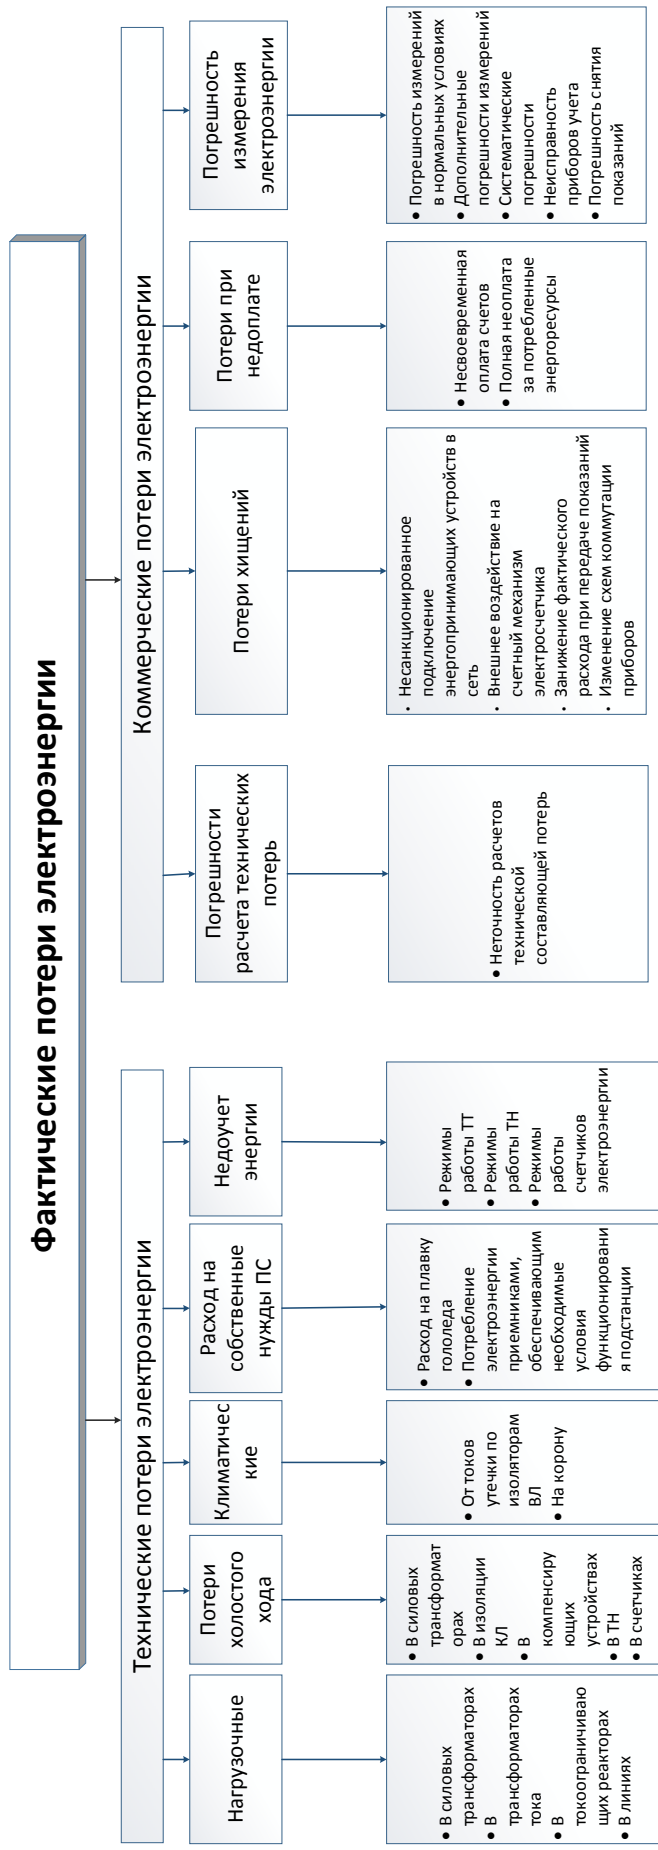 Фактические потери электроэнергии
Технические потери электроэнергии
Нагрузочные
• В силовых
трансформаторах
• В
трансформаторах
тока
• В
токоограничиваю
щих реакторах
• В линиях
Потери
холостого
хода
• В силовых
трансформат
орах
• В изоляции
КЛ
• В
компенсиру
ющих
устройствах
• В ТН
• В счетчиках
Климатичес
кие
• От токов
утечки по
изоляторам
ВЛ
• На корону
Расход на
собственные
нужды ПС
• Расход на плавку
гололеда
• Потребление
электроэнергии
приемниками,
обеспечивающим
необходимые
условия
функционировани
я подстанции
Недоучет
энергии
• Режимы
работы ТТ
• Режимы
работы ТН
• Режимы
работы
счетчиков
электроэнергии
Коммерческие потери электроэнергии
Погрешности
расчета технических
потерь
• Неточность расчетов
технической
составляющей потерь
Потери хищений
• Несанкционированное
подключение
энергопринимающих устройств в
сеть
• Внешнее воздействие на
счетный механизм
электросчетчика
• Занижение фактического
расхода при передаче показаний
• Изменение схем коммутации
приборов
Потери при
недоплате
• Несвоевременная
оплата счетов
• Полная неоплата
за потребленные
энергоресурсы
Погрешность
измерения
электроэнергии
• Погрешность измерений
в нормальных условиях
• Дополнительные
погрешности измерений
• Систематические
погрешности
• Неисправность
приборов учета
• Погрешность снятия
показаний